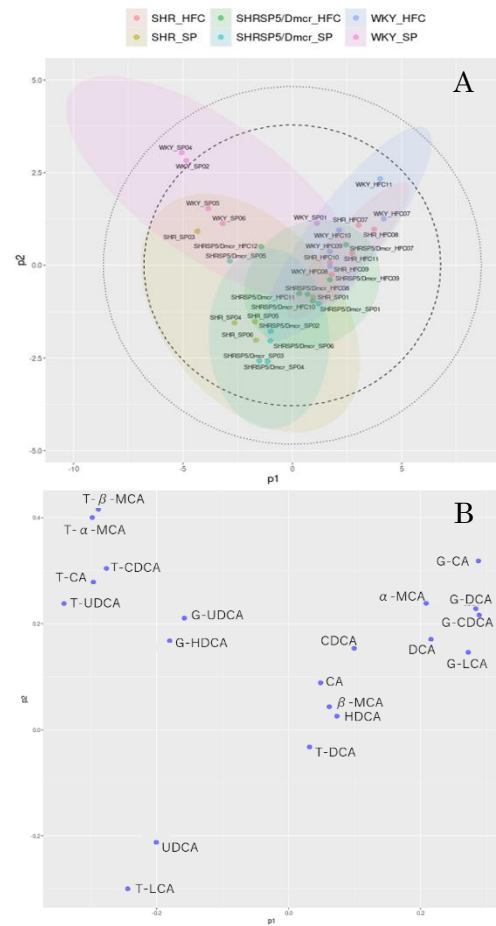 SHR_HFC SHRSP5/Dmcr_HFC WKY_HFC
SHR_SP SHRSP5/Dmcr_SP WKY_SP
A
5.0
WKY_SP04
WKY_SP02
2.5
WKY_HFC11
WKY_SP05
WKY_SP06
WKY_SP01
SHR_HFC07
WKY_HFC07
SHR_SP03
WKY_HFC10
SHR_HFC08
SHRSP5/Dmcr_HFC12
WKY_HFC09
SHRSP5/Dmcr_HFC07
SHRSP5/Dmcr_SP05
SHR_HFC10
SHR_HFC11
0.0
WKY_HFC08
SHR_HFC09
SHRSP5/Dmcr_HFC09
SHRSP5/Dmcr_HFC08
SHRSP5/Dmcr_HFC11
SHR_SP01
SHRSP5/Dmcr_HFC10
SHRSP5/Dmcr_SP01
SHR_SP04
SHR_SP05
SHRSP5/Dmcr_SP02
SHR_SP06
SHRSP5/Dmcr_SP06
-2.5
SHRSP5/Dmcr_SP03
SHRSP5/Dmcr_SP04
-5.0
p2
-10 -5 0 5
p1
B
T-β-MCA
0.4
T-α-MCA
T-CDCA
G-CA
T-CA
T-UDCA
α-MCA
G-DCA
G-UDCA
G-CDCA
0.2
G-HDCA
CDCA
DCA
G-LCA
CA
β-MCA
HDCA
0.0
T-DCA
-0.2
UDCA
T-LCA
p2
-0.2 0.0 0.2
p1